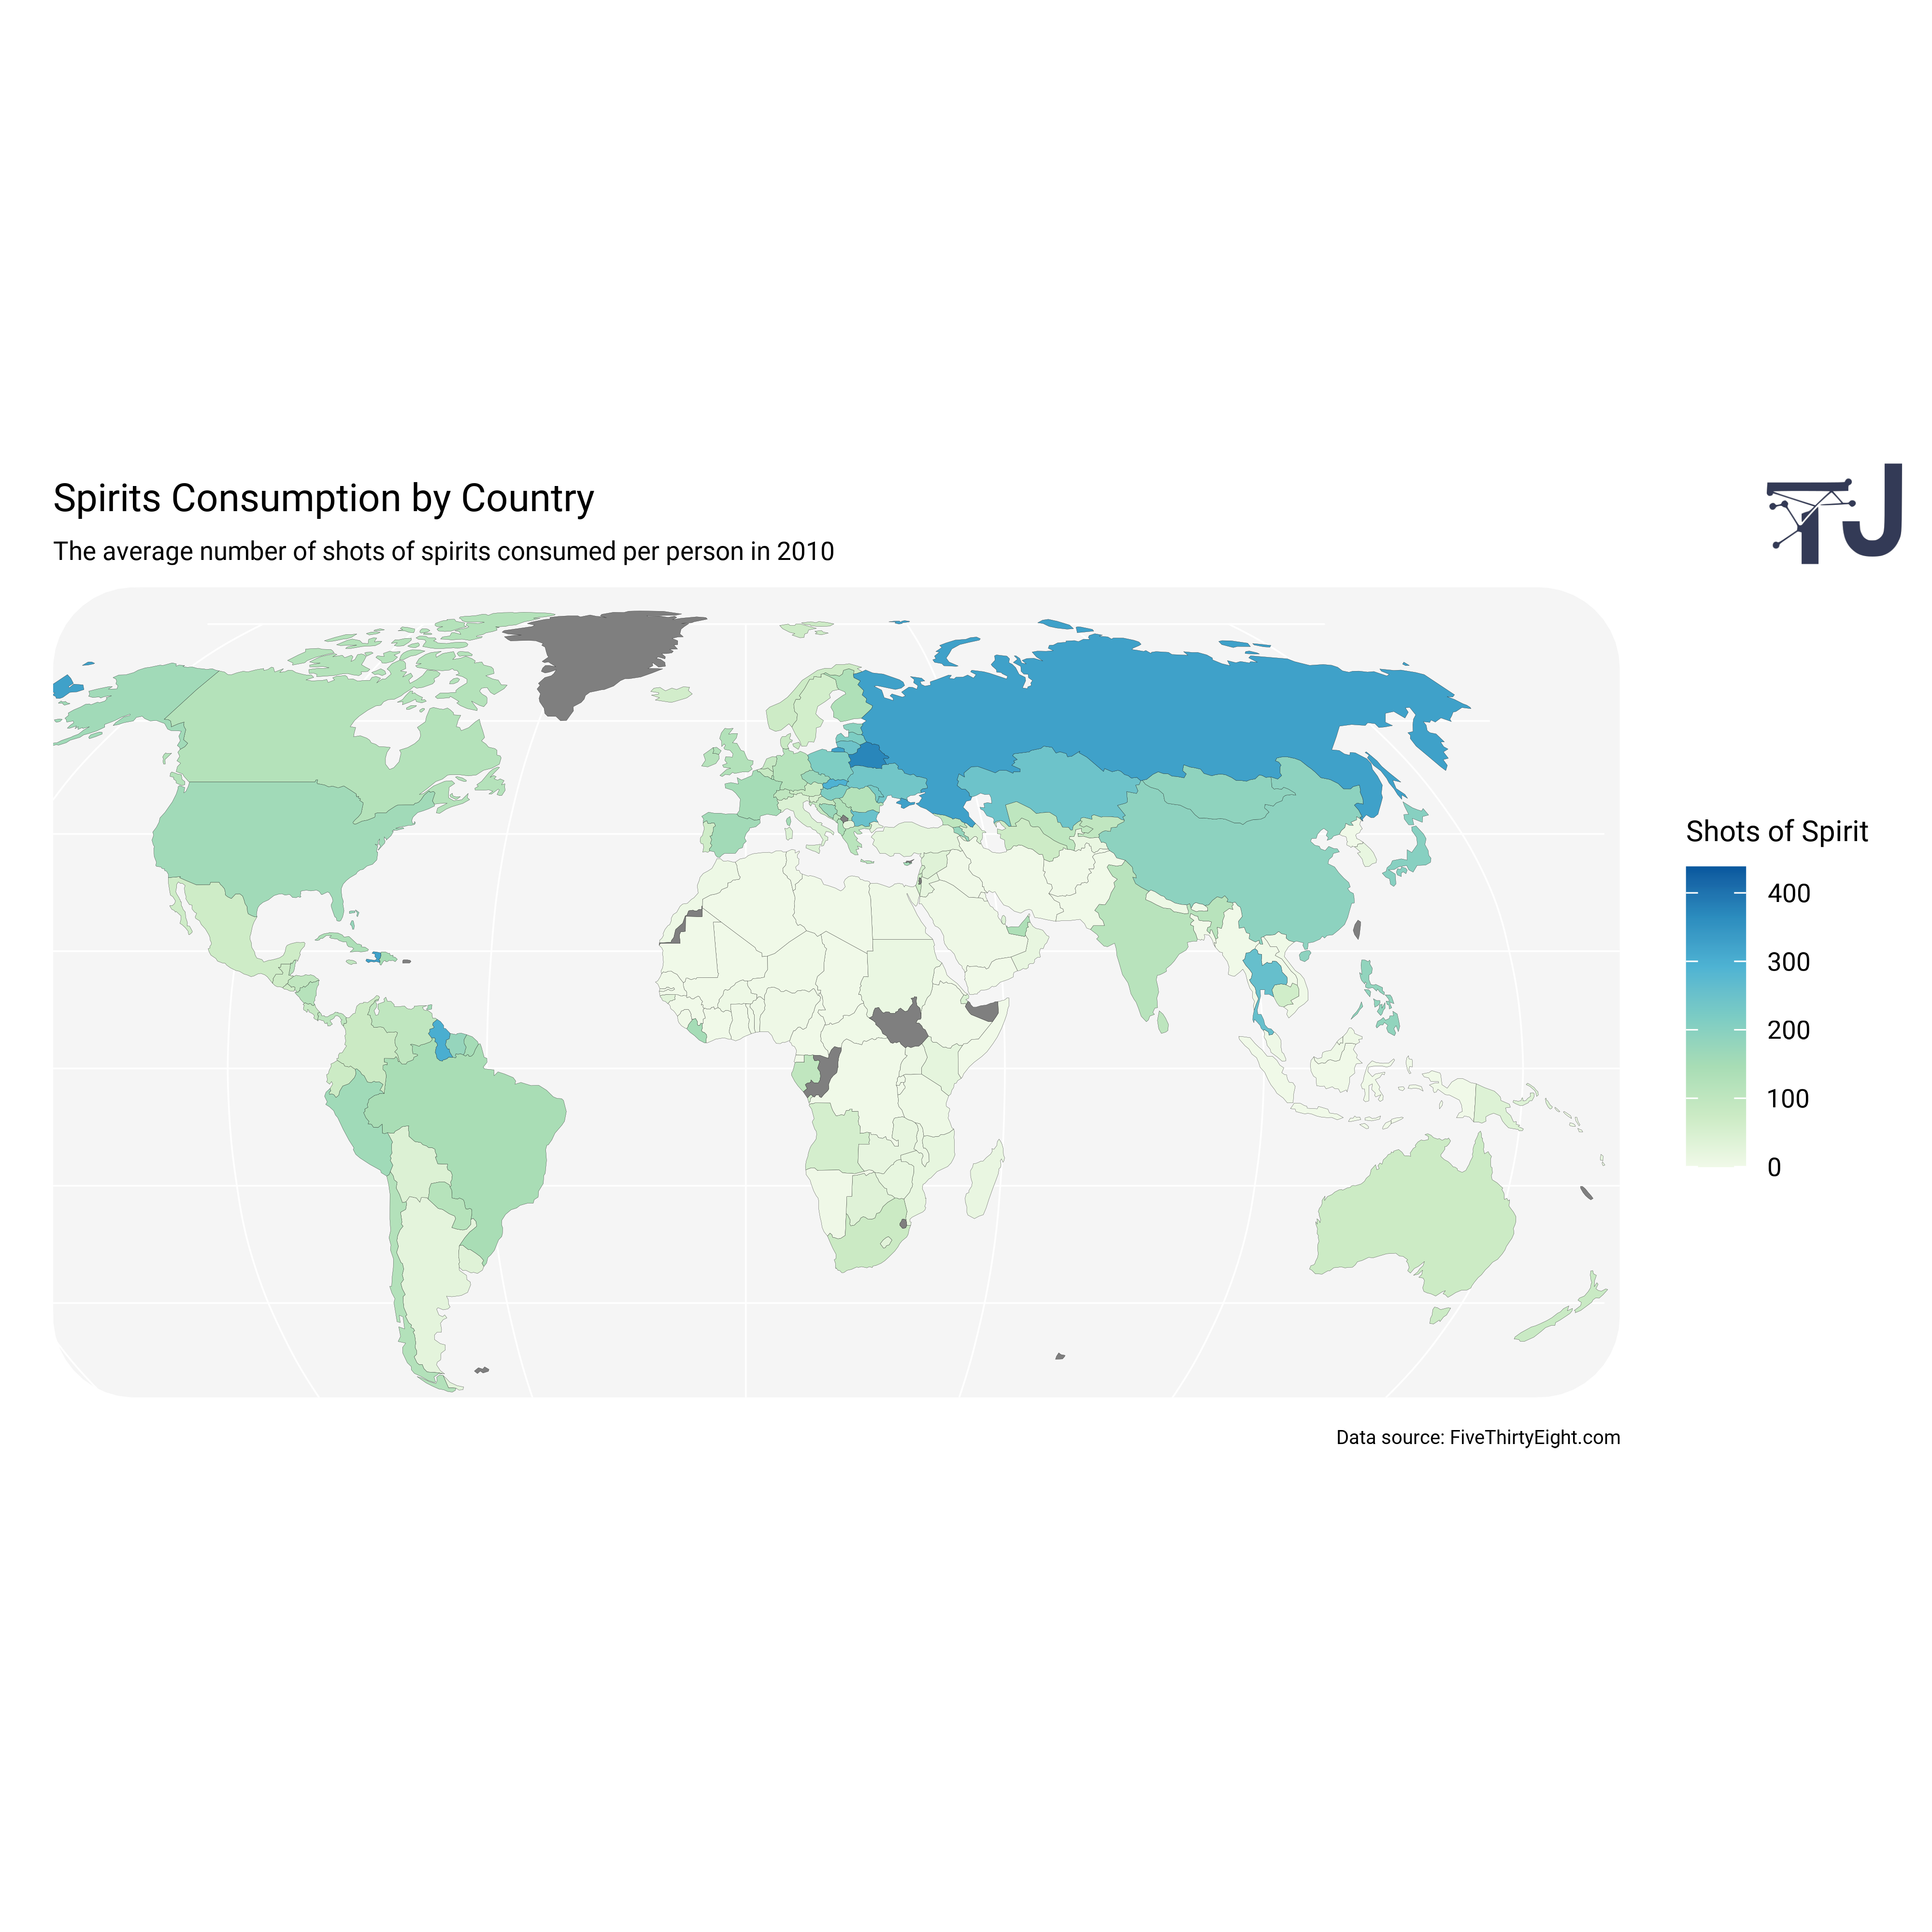 Spirits Consumption by Country
The average number of shots of spirits consumed per person in 2010
TJ
Shots of Spirit
400
300
200
100
0
Data source: FiveThirtyEight.com